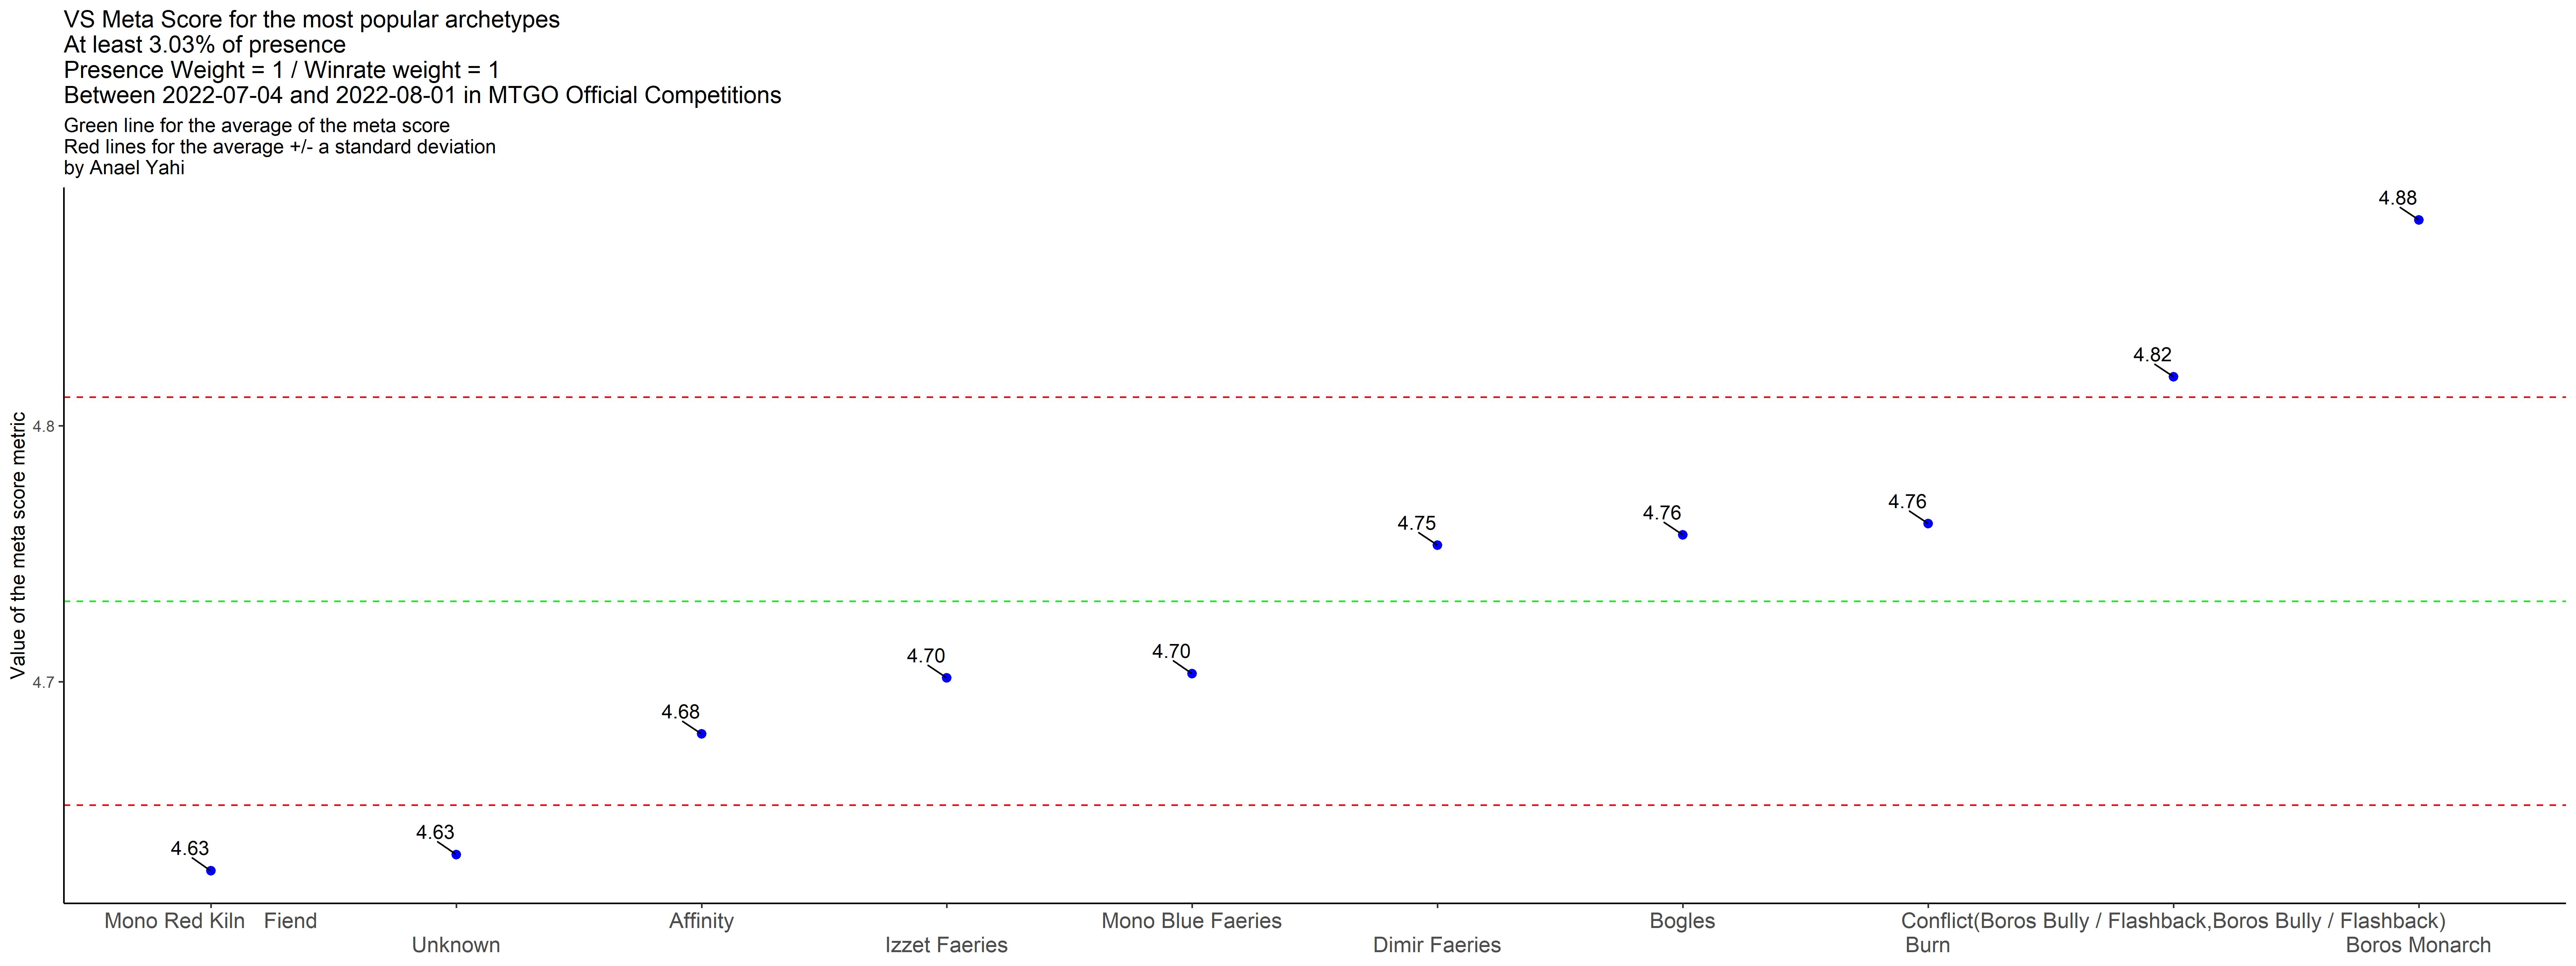 VS Meta Score for the most popular archetypes
At least 3.03% of presence
Presence Weight = 1 / Winrate weight = 1
Between 2022-07-04 and 2022-08-01 in MTGO Official Competitions
Green line for the average of the meta score
Red lines for the average +/- a standard deviation
by Anael Yahi
Value of the meta score metric
4.8
4.7
4.63
4.63
4.68
4.70
4.70
4.75
4.76
4.76
4.82
4.88
Mono Red Kiln Fiend
Unknown
Affinity
Izzet Faeries
Mono Blue Faeries
Dimir Faeries
Bogles
Burn
Conflict(Boros Bully / Flashback,Boros Bully / Flashback)
Boros Monarch